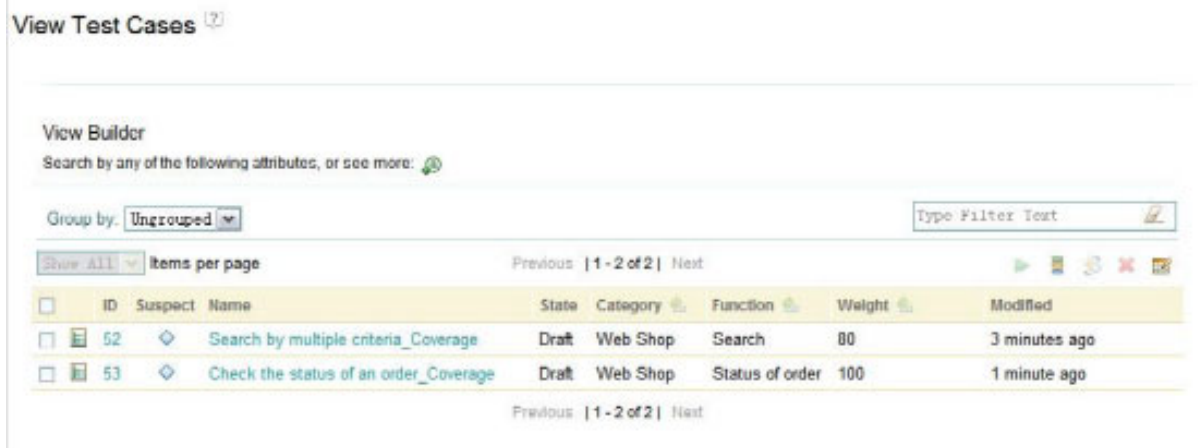 View Test Cases [?]
View Builder
Search by any of the following attributes, or see more:
Group by: Ungrouped Type Filter Text
Show All Items per page Previous | 1 - 2 of 2 | Next
ID Suspect Name State Category Function Weight Modified
52 Search by multiple criteria_Coverage Draft Web Shop Search 80 3 minutes ago
53 Check the status of an order_Coverage Draft Web Shop Status of order 100 1 minute ago
Previous | 1 - 2 of 2 | Next